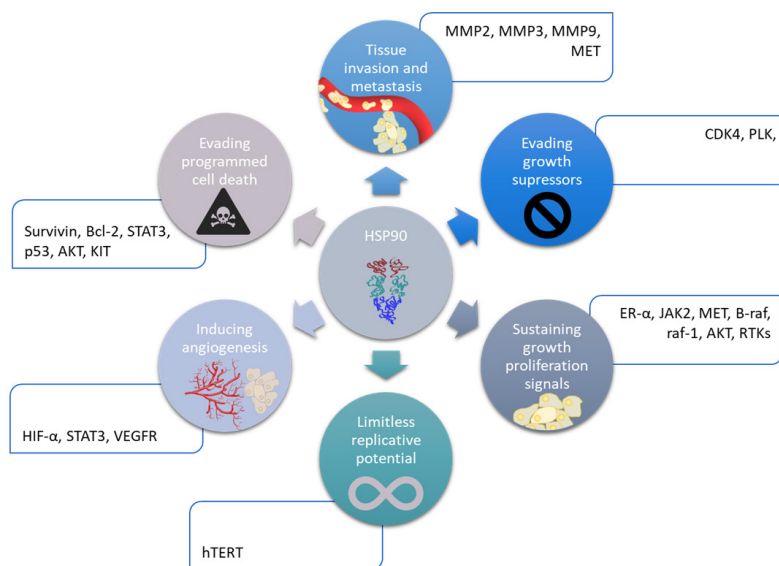 Tissue
invasion and
metastasis
MMP2, MMP3, MMP9,
MET
Evading
growth
supressors
CDK4, PLK,
Sustaining
growth
proliferation
signals
ER-α, JAK2, MET, B-raf,
raf-1, AKT, RTKs
Limitless
replicative
potential
hTERT
Inducing
angiogenesis
HIF-α, STAT3, VEGFR
Evading
programmed
cell death
Survivin, Bcl-2, STAT3,
p53, AKT, KIT
HSP90